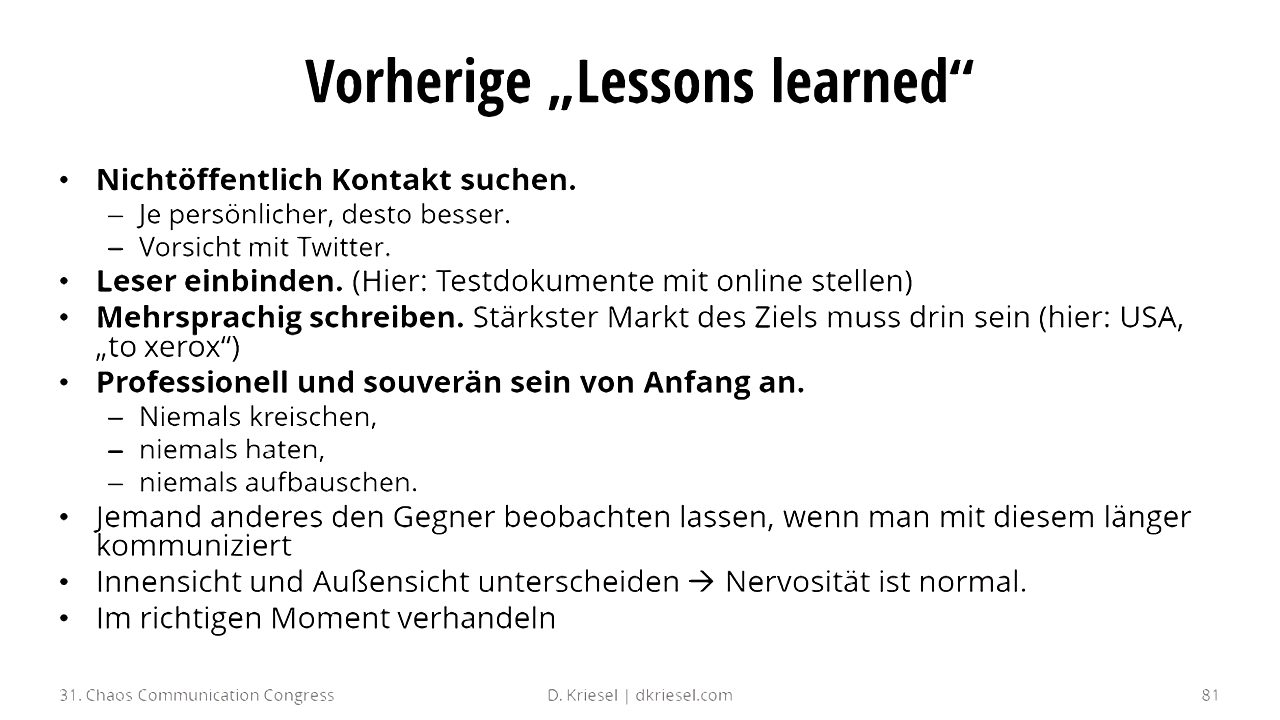 Vorherige „Lessons learned“
• Nichtöffentlich Kontakt suchen.
– Je persönlicher, desto besser.
– Vorsicht mit Twitter.
• Leser einbinden. (Hier: Testdokumente mit online stellen)
• Mehrsprachig schreiben. Stärkster Markt des Ziels muss drin sein (hier: USA,
„to xerox“)
• Professionell und souverän sein von Anfang an.
– Niemals kreischen,
– niemals haten,
– niemals aufbauschen.
• Jemand anderes den Gegner beobachten lassen, wenn man mit diesem länger
kommuniziert
• Innensicht und Außensicht unterscheiden → Nervosität ist normal.
• Im richtigen Moment verhandeln
31. Chaos Communication Congress
D. Kriesel | dkriesel.com
81